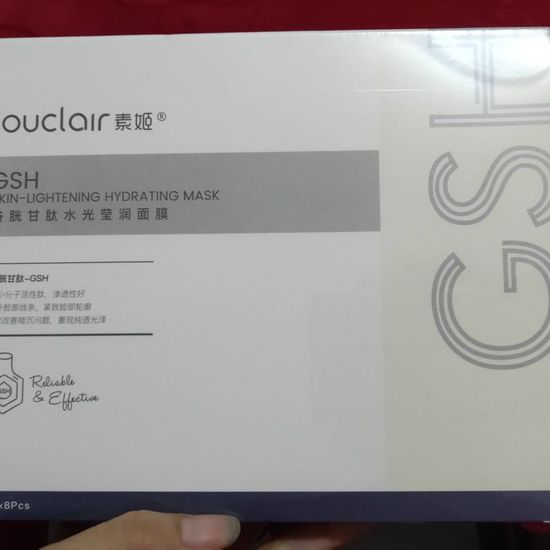 ouclair 素姬®
GSH
KIN-LIGHTENING HYDRATING MASK
谷胱甘肽水光莹润面膜
胱甘肽-GSH
小分子活性肽，渗透性好
脸部线条，紧致脸部轮廓
改善暗沉问题，重现纯透光泽
GSH
Reliable
& Effective
x8Pcs
GSH